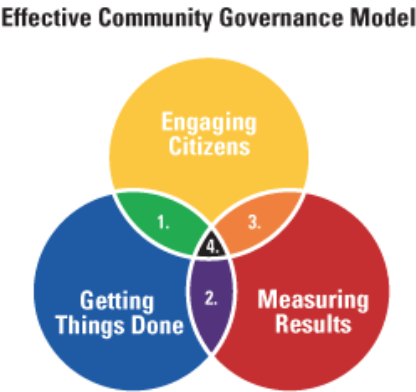 Effective Community Governance Model
Engaging
Citizens
1.
3.
4.
2.
Getting
Things Done
Measuring
Results